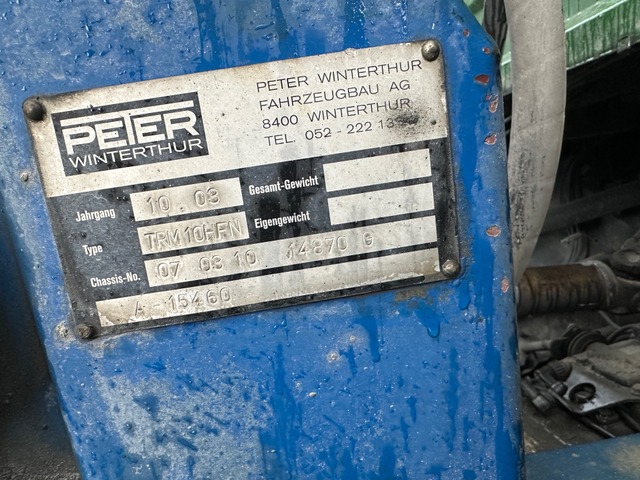 PETER
WINTERTHUR
PETER WINTERTHUR
FAHRZEUGBAU AG
8400 WINTERTHUR
TEL. 052 - 222 13
Jahrgang 10 . 03 Gesamt-Gewicht
Type Eigengewicht
Chassis-No. 07 03 10 14870 G
A - 15460